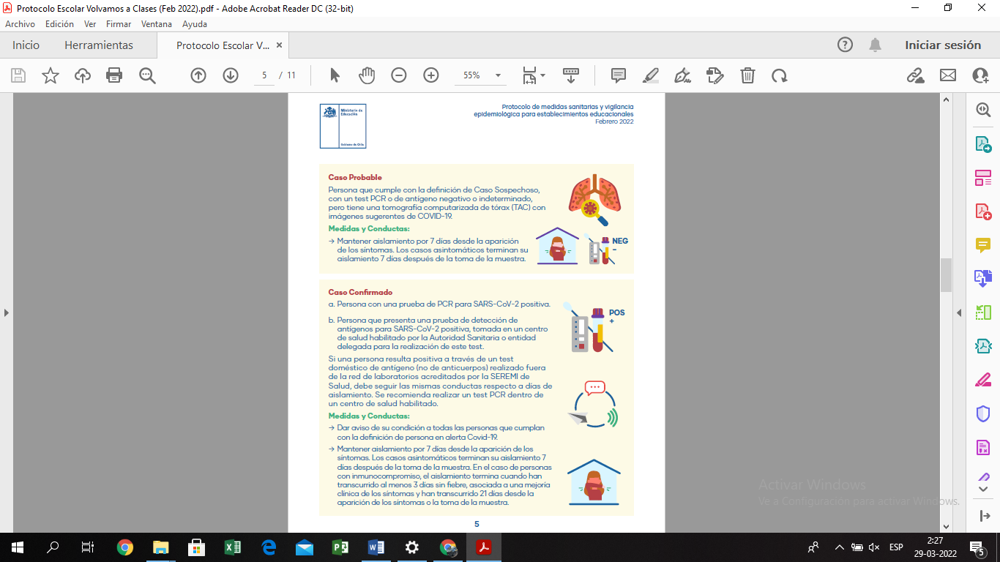 Protocolo Escolar Volvamos a Clases (Feb 2022).pdf - Adobe Acrobat Reader DC (32-bit)
Archivo Edición Ver Firmar Ventana Ayuda
Inicio Herramientas Protocolo Escolar V... × Iniciar sesión
5 / 11 55%
Ministerio de
Educación
Gobierno de Chile
Protocolo de medidas sanitarias y vigilancia
epidemiológica para establecimientos educacionales
Febrero 2022
Caso Probable
Persona que cumple con la definición de Caso Sospechoso,
con un test PCR o de antígeno negativo o indeterminado,
pero tiene una tomografía computarizada de tórax (TAC) con
imágenes sugerentes de COVID-19.
Medidas y Conductas:
→ Mantener aislamiento por 7 días desde la aparición
de los síntomas. Los casos asintomáticos terminan su
aislamiento 7 días después de la toma de la muestra.
NEG
-
Caso Confirmado
a. Persona con una prueba de PCR para SARS-CoV-2 positiva.
b. Persona que presenta una prueba de detección de
antígenos para SARS-CoV-2 positiva, tomada en un centro
de salud habilitado por la Autoridad Sanitaria o entidad
delegada para la realización de este test.
POS
+
Si una persona resulta positiva a través de un test
doméstico de antígeno (no de anticuerpos) realizado fuera
de la red de laboratorios acreditados por la SEREMI de
Salud, debe seguir las mismas conductas respecto a días de
aislamiento. Se recomienda realizar un test PCR dentro de
un centro de salud habilitado.
Medidas y Conductas:
→ Dar aviso de su condición a todas las personas que cumplan
con la definición de persona en alerta Covid-19.
→ Mantener aislamiento por 7 días desde la aparición de los
síntomas. Los casos asintomáticos terminan su aislamiento 7
días después de la toma de la muestra. En el caso de personas
con inmunocompromiso, el aislamiento termina cuando han
transcurrido al menos 3 días sin fiebre, asociada a una mejoría
clínica de los síntomas y han transcurrido 21 días desde la
aparición de los síntomas o la toma de la muestra.
5
Activar Windows
Ve a Configuración para activar Windows.
ESP
2:27
29-03-2022
5